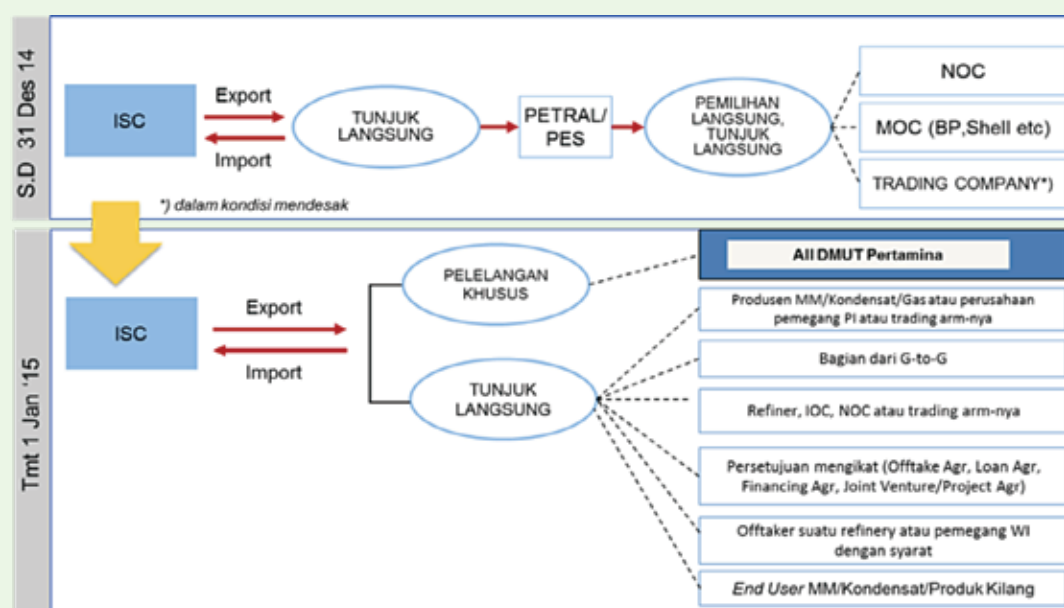 S.D 31 Des 14
ISC
Export
Import
TUNJUK
LANGSUNG
PETRAL/
PES
PEMILIHAN
LANGSUNG,
TUNJUK
LANGSUNG
NOC
MOC (BP,Shell etc)
TRADING COMPANY*)
*) dalam kondisi mendesak
Tmt 1 Jan '15
ISC
Export
Import
PELELANGAN
KHUSUS
TUNJUK
LANGSUNG
All DMUT Pertamina
Produsen MM/Kondensat/Gas atau perusahaan
pemegang PI atau trading arm-nya
Bagian dari G-to-G
Refiner, IOC, NOC atau trading arm-nya
Persetujuan mengikat (Offtake Agr, Loan Agr,
Financing Agr, Joint Venture/Project Agr)
Offtaker suatu refinery atau pemegang WI
dengan syarat
End User MM/Kondensat/Produk Kilang